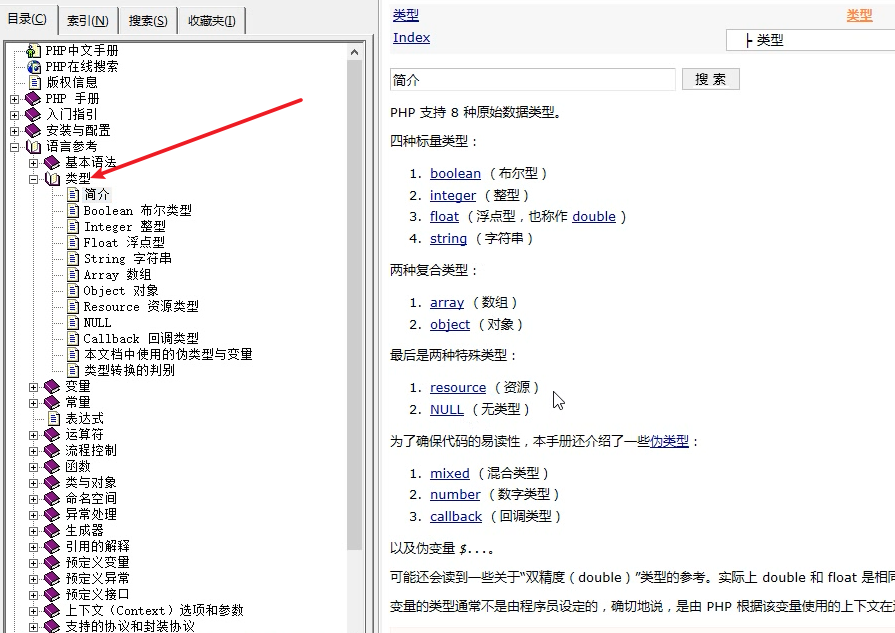 目录(C) 索引(N) 搜索(S) 收藏夹(I)
PHP中文手册
PHP在线搜索
版权信息
PHP 手册
入门指引
安装与配置
语言参考
基本语法
类型
简介
Boolean 布尔类型
Integer 整型
Float 浮点型
String 字符串
Array 数组
Object 对象
Resource 资源类型
NULL
Callback 回调类型
本文档中使用的伪类型与变量
类型转换的判别
变量
常量
表达式
运算符
流程控制
函数
类与对象
命名空间
异常处理
生成器
引用的解释
预定义变量
预定义异常
预定义接口
上下文（Context）选项和参数
支持的协议和封装协议
类型 类型
Index ├ 类型
简介 搜 索
PHP 支持 8 种原始数据类型。
四种标量类型：
1. boolean（布尔型）
2. integer（整型）
3. float（浮点型，也称作 double）
4. string（字符串）
两种复合类型：
1. array（数组）
2. object（对象）
最后是两种特殊类型：
1. resource（资源）
2. NULL（无类型）
为了确保代码的易读性，本手册还介绍了一些伪类型：
1. mixed（混合类型）
2. number（数字类型）
3. callback（回调类型）
以及伪变量 $...。
可能还会读到一些关于“双精度（double）”类型的参考。实际上 double 和 float 是相同
变量的类型通常不是由程序员设定的，确切地说，是由 PHP 根据该变量使用的上下文在